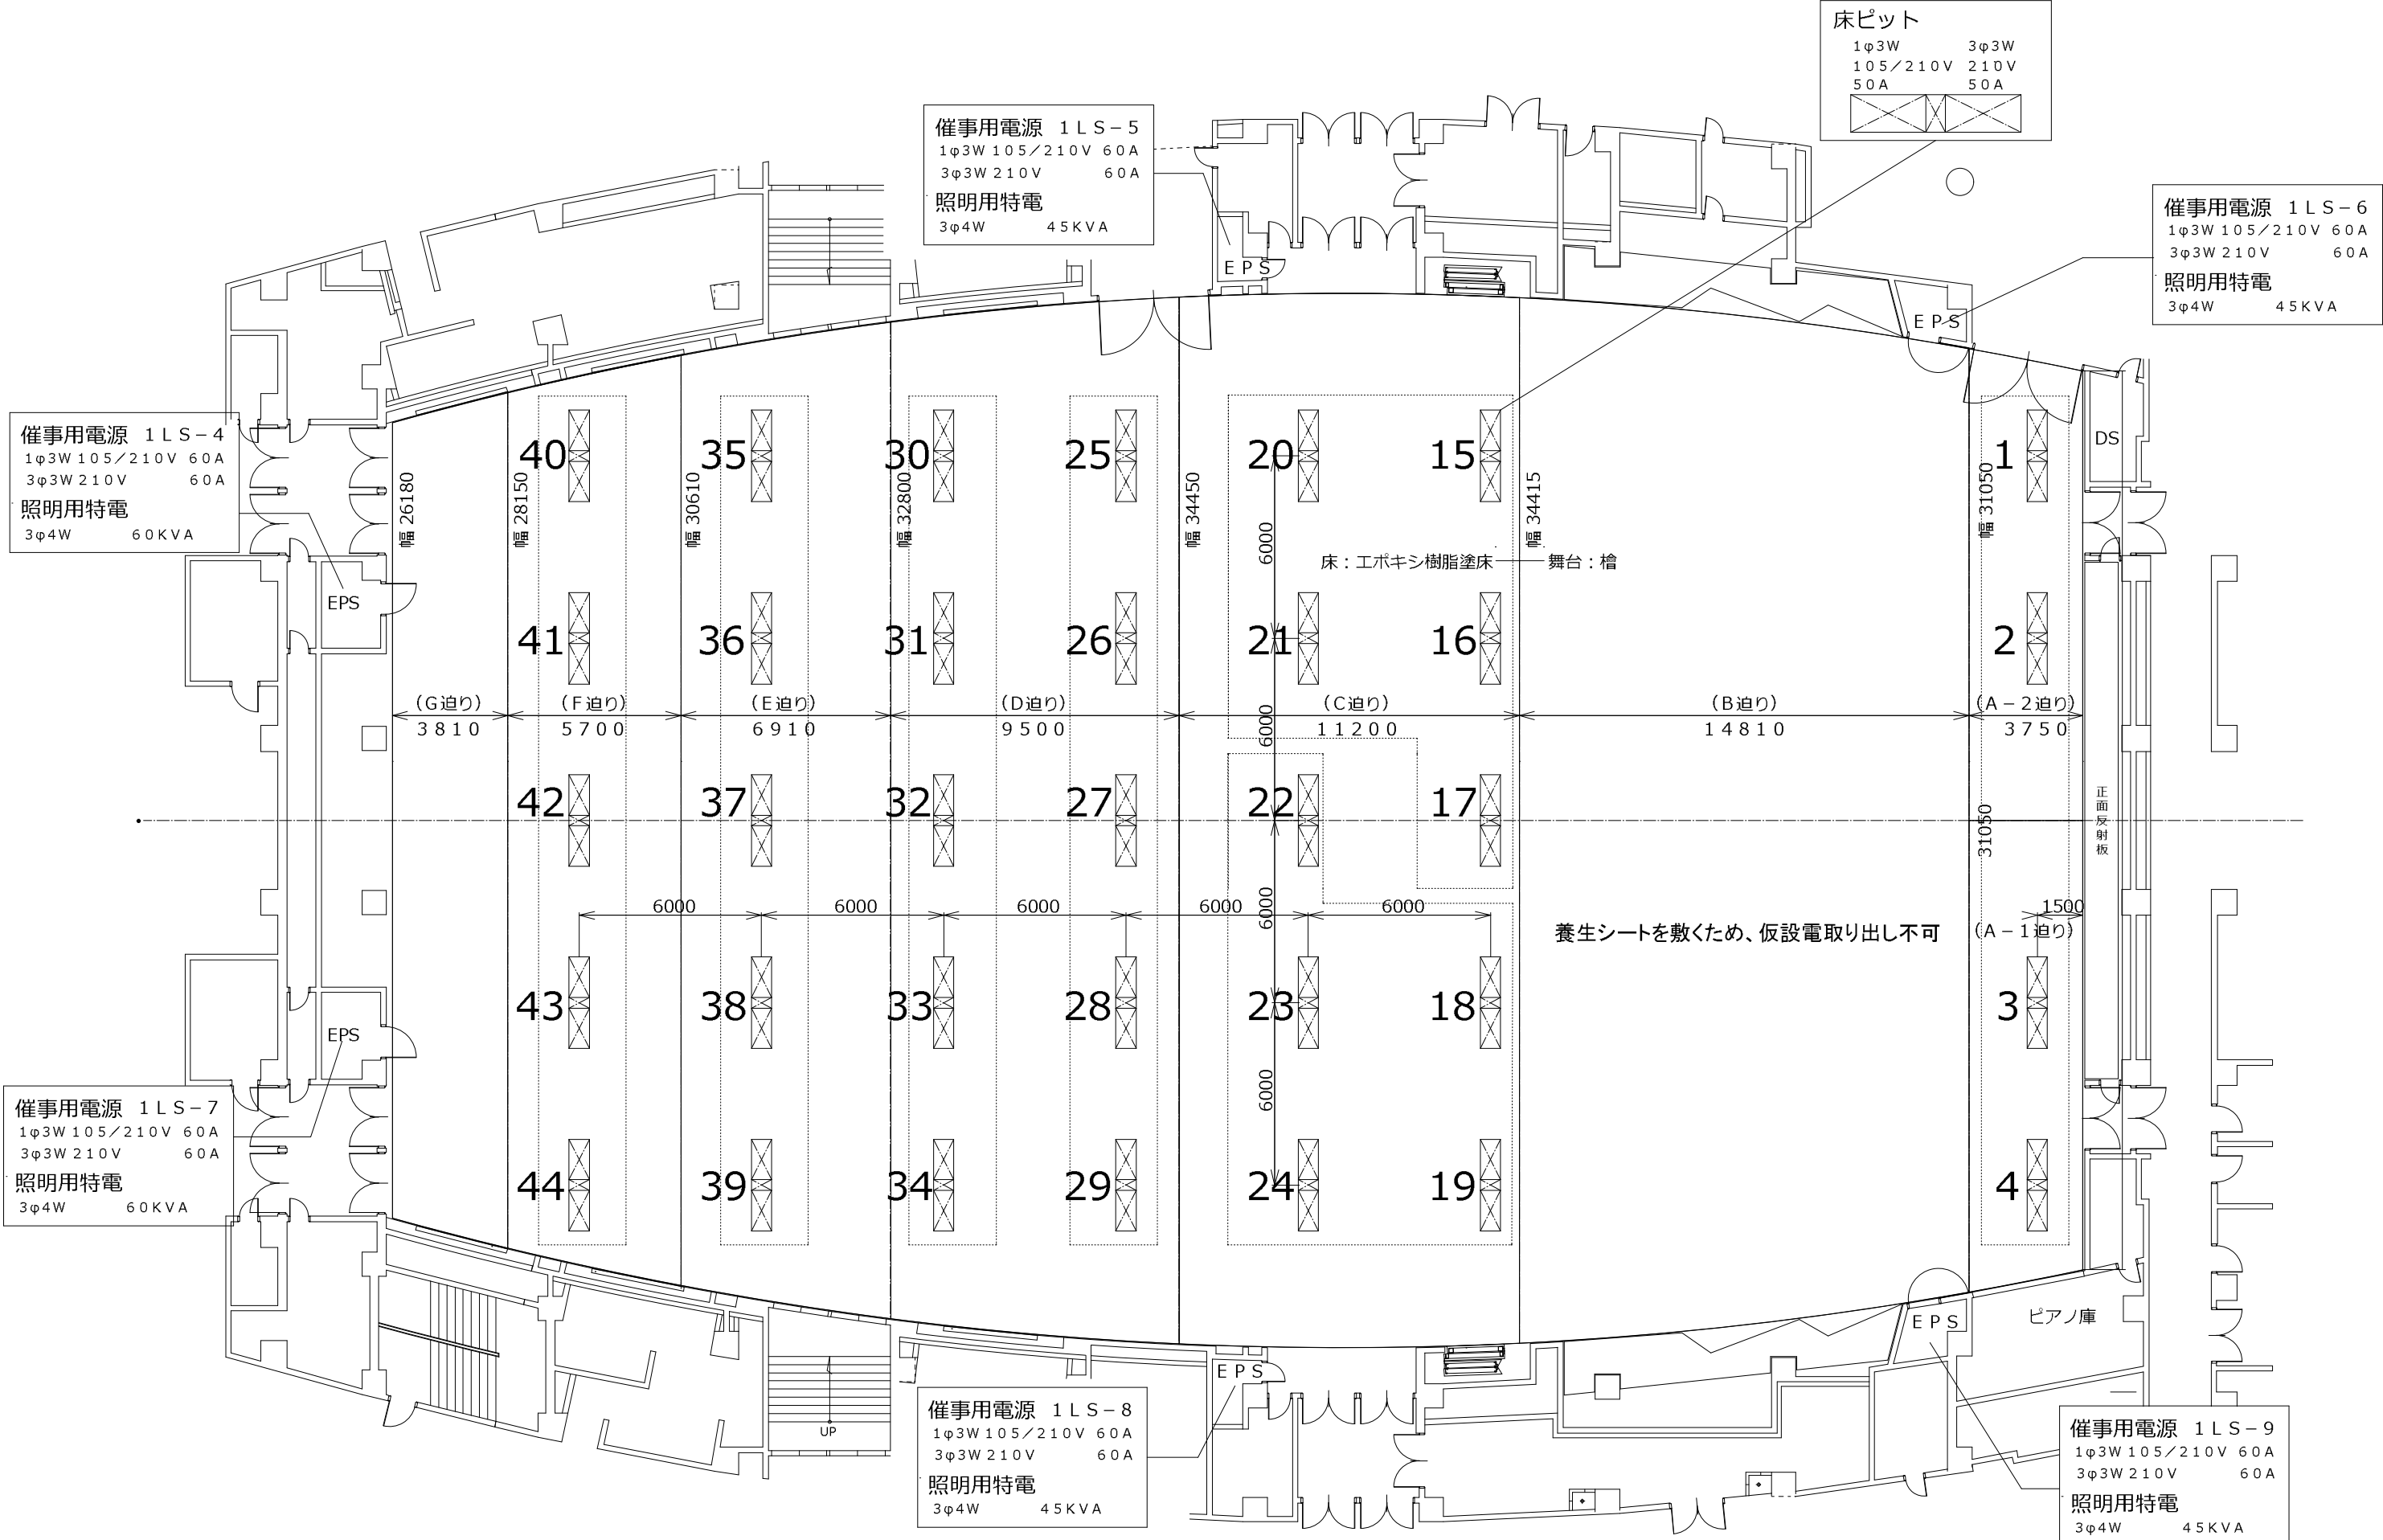 床ピット
1φ3W 3φ3W
105／210V 210V
50A 50A
催事用電源 1LS−5
1φ3W 105／210V 60A
3φ3W 210V 60A
照明用特電
3φ4W 45KVA
催事用電源 1LS−6
1φ3W 105／210V 60A
3φ3W 210V 60A
照明用特電
3φ4W 45KVA
EPS
EPS
催事用電源 1LS−4
1φ3W 105／210V 60A
3φ3W 210V 60A
照明用特電
3φ4W 60KVA
EPS
DS
40 35 30 25 20 15 1
幅 26180
幅 28150
幅 30610
幅 32800
幅 34450
幅 34415
幅 31050
6000
床：エポキシ樹脂塗床 舞台：檜
41 36 31 26 21 16 2
（G迫り） （F迫り） （E迫り） （D迫り） （C迫り） （B迫り） （A−2迫り）
3810 5700 6910 9500 11200 14810 3750
6000
42 37 32 27 22 17
31050
正面反射板
6000 6000 6000 6000 6000 1500
6000
養生シートを敷くため、仮設電取り出し不可
（A−1迫り）
43 38 33 28 23 18 3
EPS
6000
44 39 34 29 24 19 4
催事用電源 1LS−7
1φ3W 105／210V 60A
3φ3W 210V 60A
照明用特電
3φ4W 60KVA
EPS
EPS
ピアノ庫
UP
催事用電源 1LS−8
1φ3W 105／210V 60A
3φ3W 210V 60A
照明用特電
3φ4W 45KVA
催事用電源 1LS−9
1φ3W 105／210V 60A
3φ3W 210V 60A
照明用特電
3φ4W 45KVA